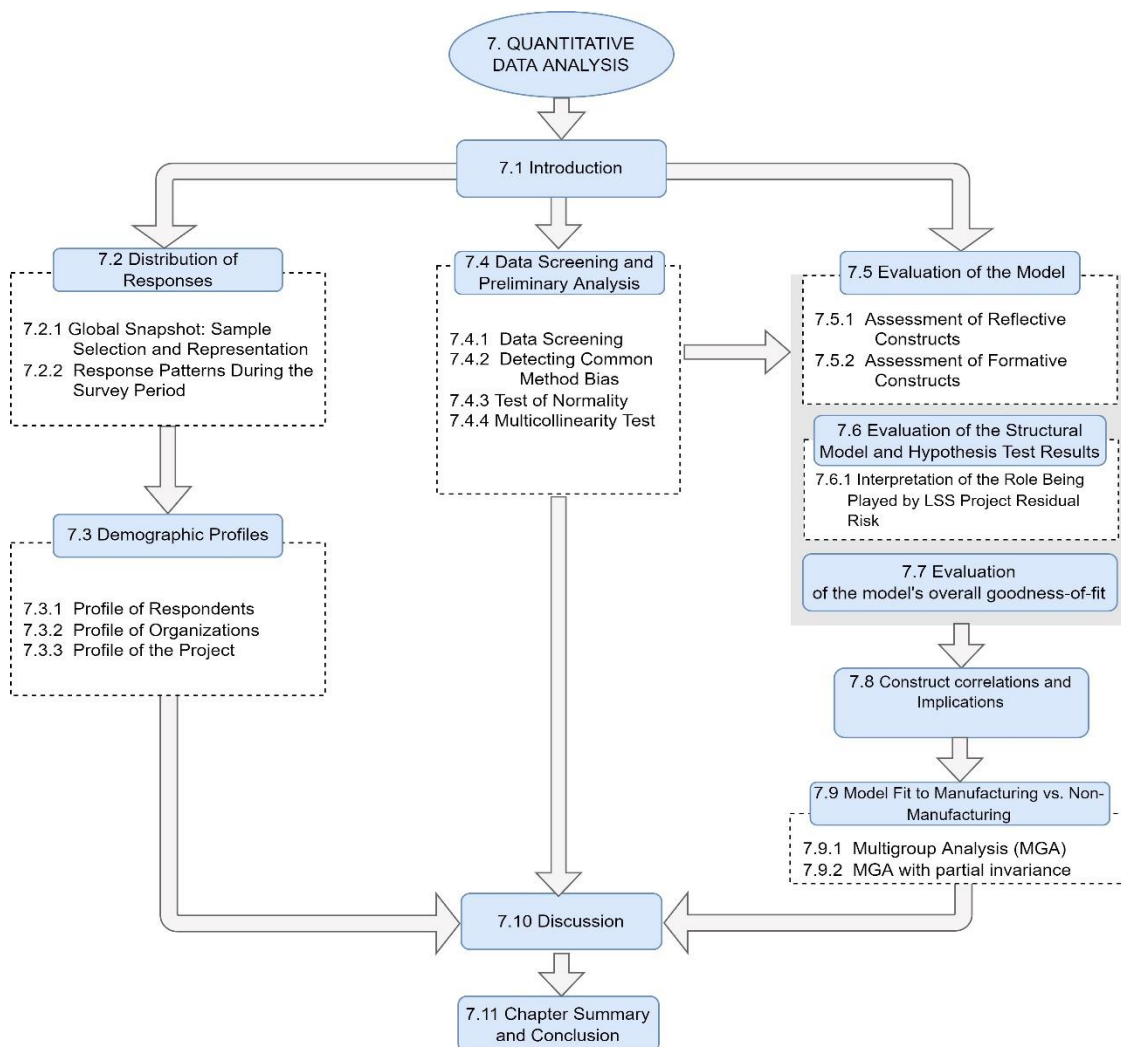 7. QUANTITATIVE
DATA ANALYSIS
7.1 Introduction
7.2 Distribution of
Responses
7.2.1 Global Snapshot: Sample
Selection and Representation
7.2.2 Response Patterns During the
Survey Period
7.3 Demographic Profiles
7.3.1 Profile of Respondents
7.3.2 Profile of Organizations
7.3.3 Profile of the Project
7.4 Data Screening and
Preliminary Analysis
7.4.1 Data Screening
7.4.2 Detecting Common
Method Bias
7.4.3 Test of Normality
7.4.4 Multicollinearity Test
7.5 Evaluation of the Model
7.5.1 Assessment of Reflective
Constructs
7.5.2 Assessment of Formative
Constructs
7.6 Evaluation of the Structural
Model and Hypothesis Test Results
7.6.1 Interpretation of the Role Being
Played by LSS Project Residual
Risk
7.7 Evaluation
of the model's overall goodness-of-fit
7.8 Construct correlations and
Implications
7.9 Model Fit to Manufacturing vs. Non-
Manufacturing
7.9.1 Multigroup Analysis (MGA)
7.9.2 MGA with partial invariance
7.10 Discussion
7.11 Chapter Summary
and Conclusion